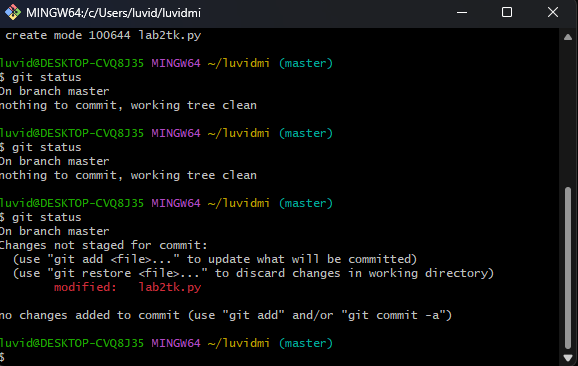 MINGW64:/c/Users/luvid/luvidmi
create mode 100644 lab2tk.py
luvid@DESKTOP-CVQ8J35 MINGW64 ~/luvidmi (master)
$ git status
On branch master
nothing to commit, working tree clean
luvid@DESKTOP-CVQ8J35 MINGW64 ~/luvidmi (master)
$ git status
On branch master
nothing to commit, working tree clean
luvid@DESKTOP-CVQ8J35 MINGW64 ~/luvidmi (master)
$ git status
On branch master
Changes not staged for commit:
  (use "git add <file>..." to update what will be committed)
  (use "git restore <file>..." to discard changes in working directory)
        modified:   lab2tk.py
no changes added to commit (use "git add" and/or "git commit -a")
luvid@DESKTOP-CVQ8J35 MINGW64 ~/luvidmi (master)
$